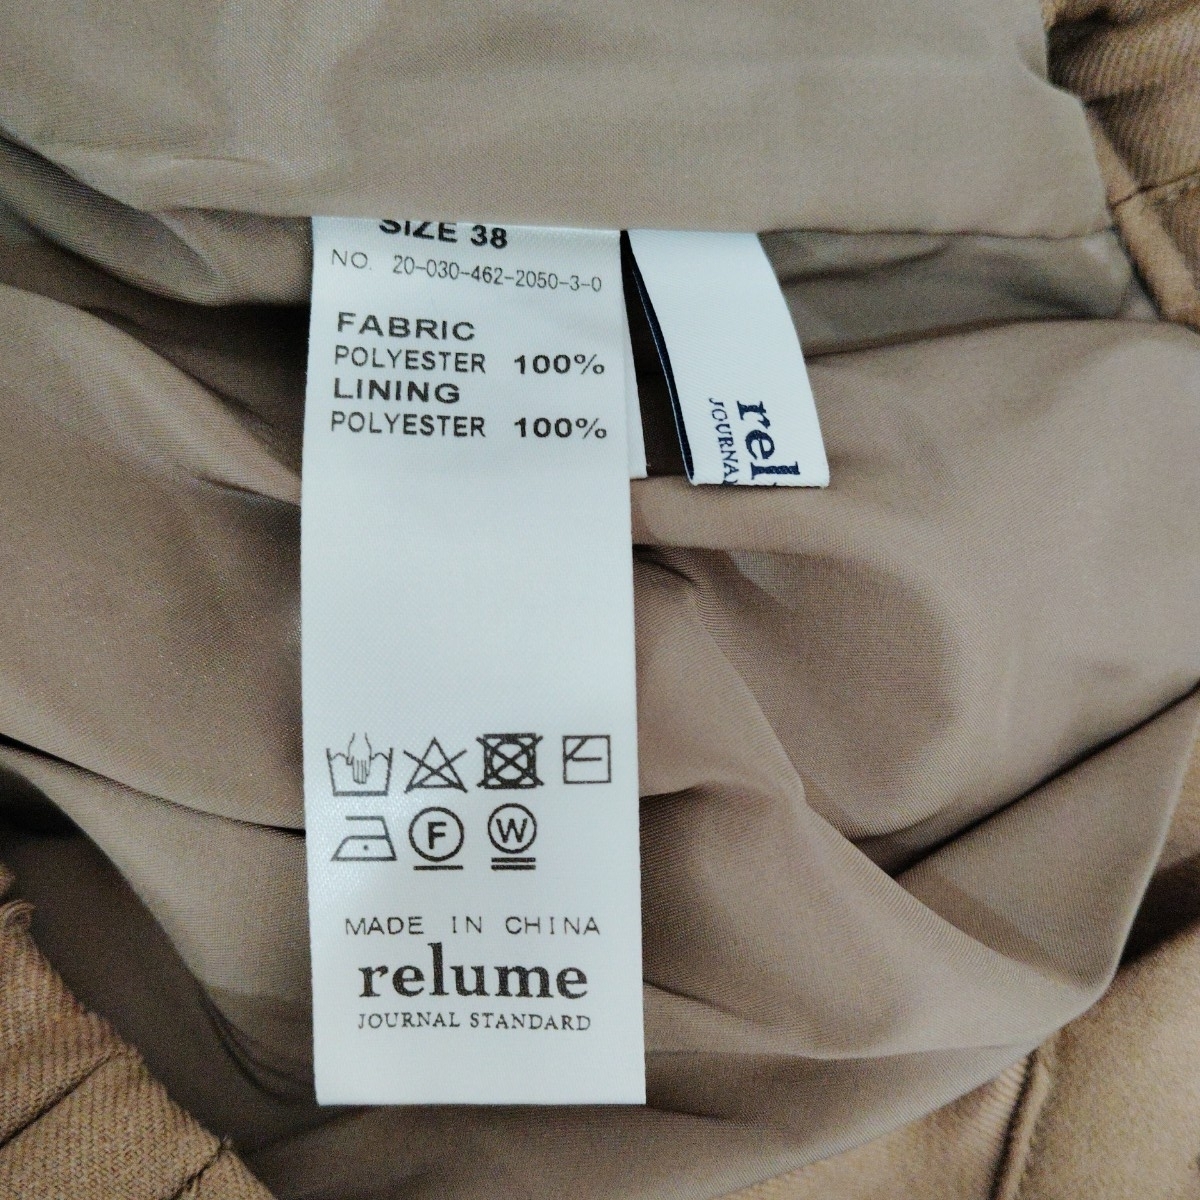 SIZE 38
NO. 20-030-462-2050-3-0
FABRIC
POLYESTER 100%
LINING
POLYESTER 100%
F W
MADE IN CHINA
relume
JOURNAL STANDARD
rel
JOURNA